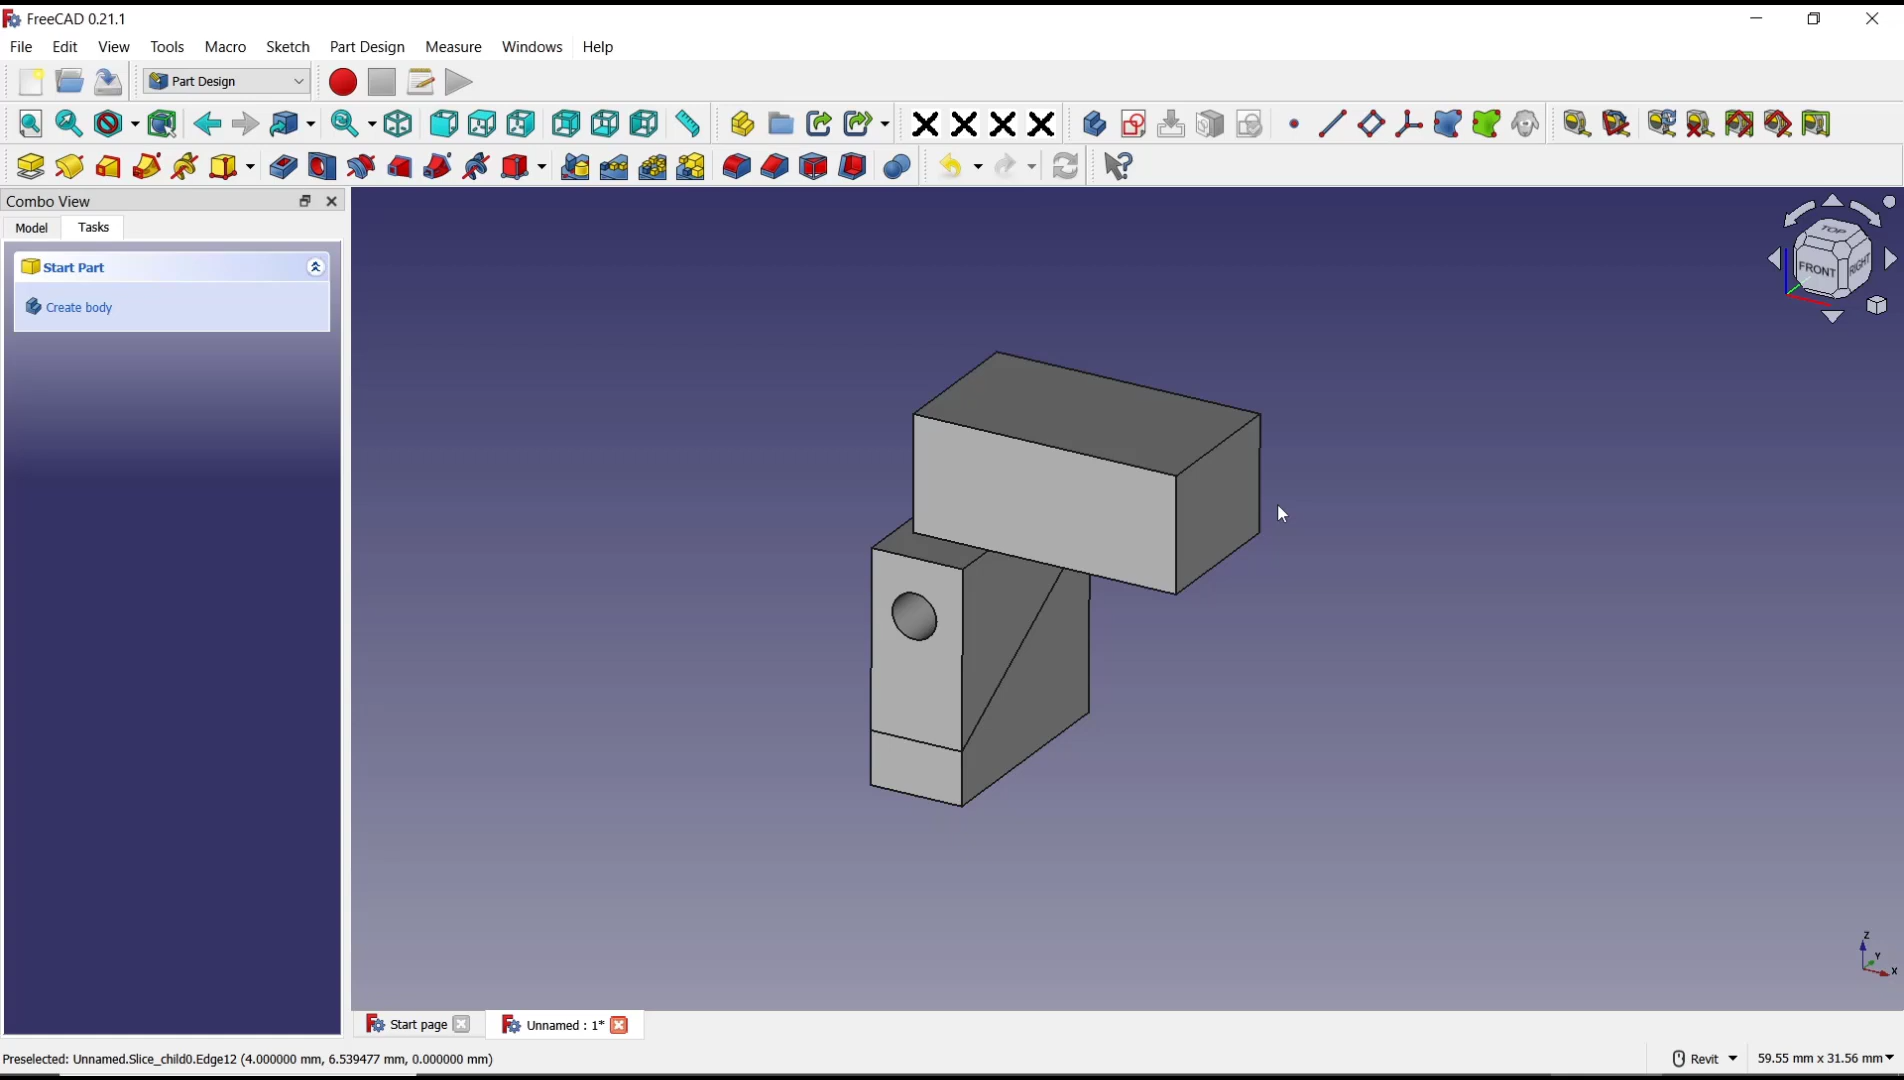 FreeCAD 0.21.1
File Edit View Tools Macro Sketch Part Design Measure Windows Help
Part Design
Combo View
Model Tasks
Start Part
Create body
TOP
FRONT RIGHT
Z
Y
X
Start page Unnamed : 1*
Preselected: Unnamed.Slice_child0.Edge12 (4.000000 mm, 6.539477 mm, 0.000000 mm) Revit 59.55 mm x 31.56 mm